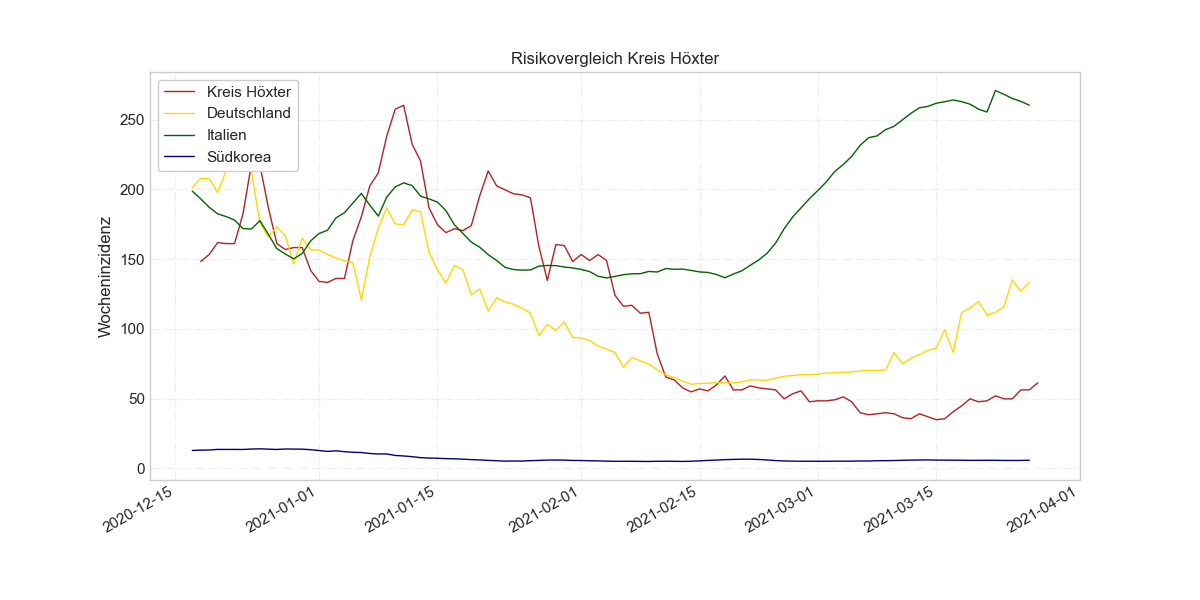 Risikovergleich Kreis Höxter
Kreis Höxter
Deutschland
Italien
Südkorea
Wocheninzidenz
250
200
150
100
50
0
2020-12-15
2021-01-01
2021-01-15
2021-02-01
2021-02-15
2021-03-01
2021-03-15
2021-04-01